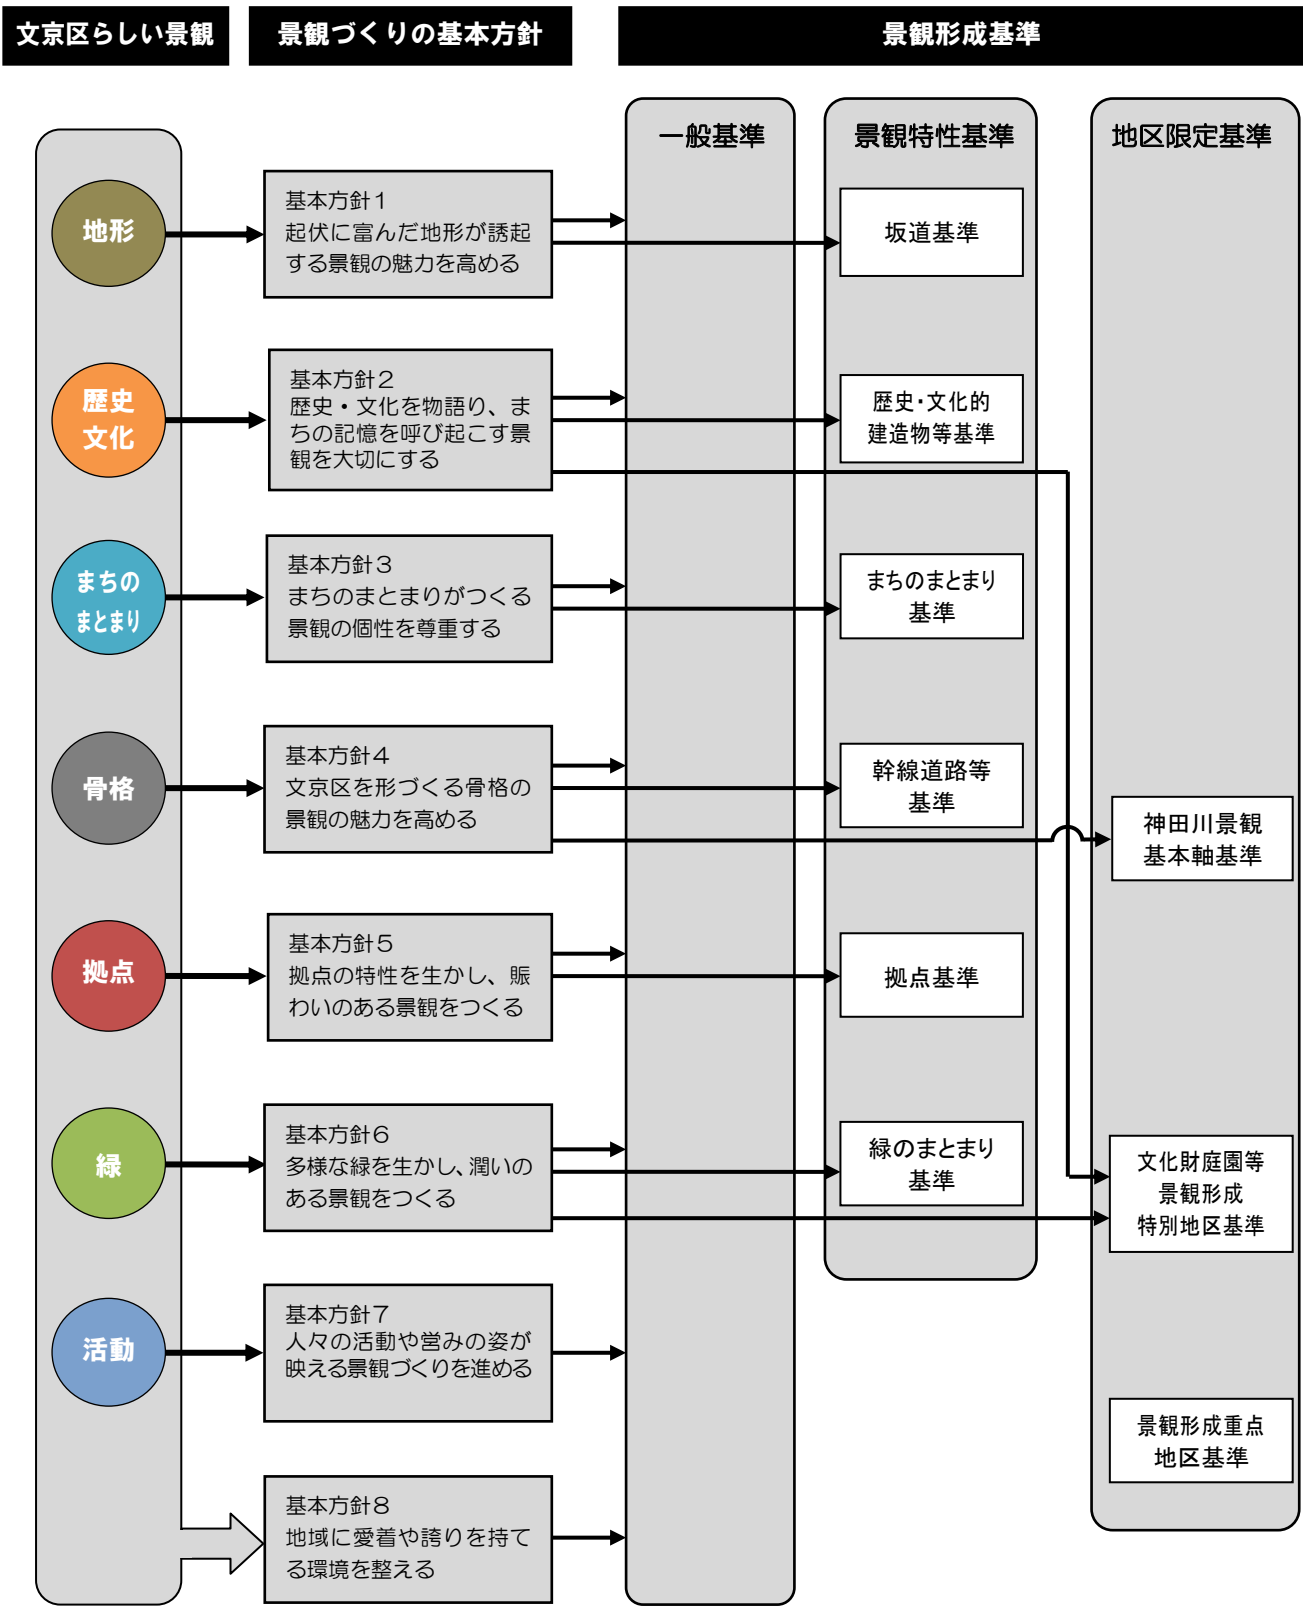 文京区らしい景観
景観づくりの基本方針
景観形成基準
一般基準
景観特性基準
地区限定基準
地形
基本方針1
起伏に富んだ地形が誘起
する景観の魅力を高める
坂道基準
歴史
文化
基本方針2
歴史・文化を物語り、ま
ちの記憶を呼び起こす景
観を大切にする
歴史・文化的
建造物等基準
まちの
まとまり
基本方針3
まちのまとまりがつくる
景観の個性を尊重する
まちのまとまり
基準
骨格
基本方針4
文京区を形づくる骨格の
景観の魅力を高める
幹線道路等
基準
神田川景観
基本軸基準
拠点
基本方針5
拠点の特性を生かし、賑
わいのある景観をつくる
拠点基準
緑
基本方針6
多様な緑を生かし、潤いの
ある景観をつくる
緑のまとまり
基準
文化財庭園等
景観形成
特別地区基準
活動
基本方針7
人々の活動や営みの姿が
映える景観づくりを進める
景観形成重点
地区基準
基本方針8
地域に愛着や誇りを持て
る環境を整える